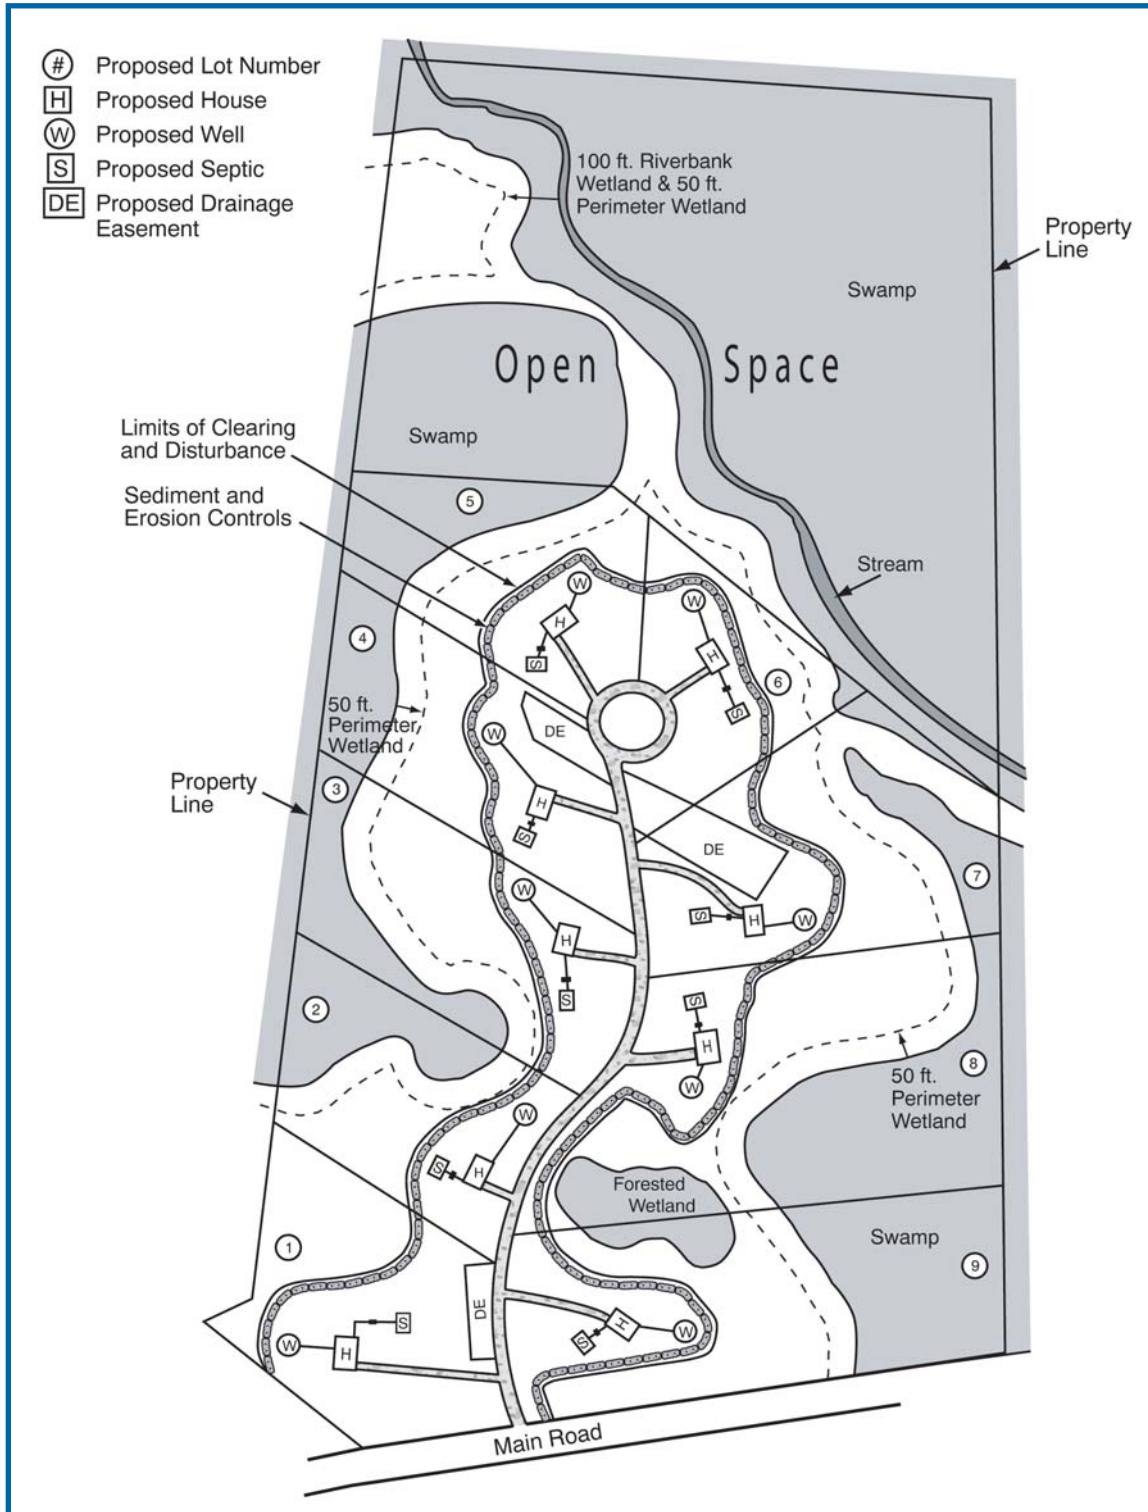 # Proposed Lot Number
H Proposed House
W Proposed Well
S Proposed Septic
DE Proposed Drainage
Easement
100 ft. Riverbank
Wetland & 50 ft.
Perimeter Wetland
Property
Line
Swamp
Open Space
Limits of Clearing
and Disturbance
Swamp
Sediment and
Erosion Controls
5
Stream
W
W
H
H
4
S
6
S
50 ft.
Perimeter
Wetland
DE
W
Property
Line
3
H
S
DE
7
W
S
H
W
H
2
S
S
H
8
W
50 ft.
Perimeter
Wetland
W
S
H
Forested
Wetland
Swamp
1
9
DE
S
H
W
W
H
S
Main Road